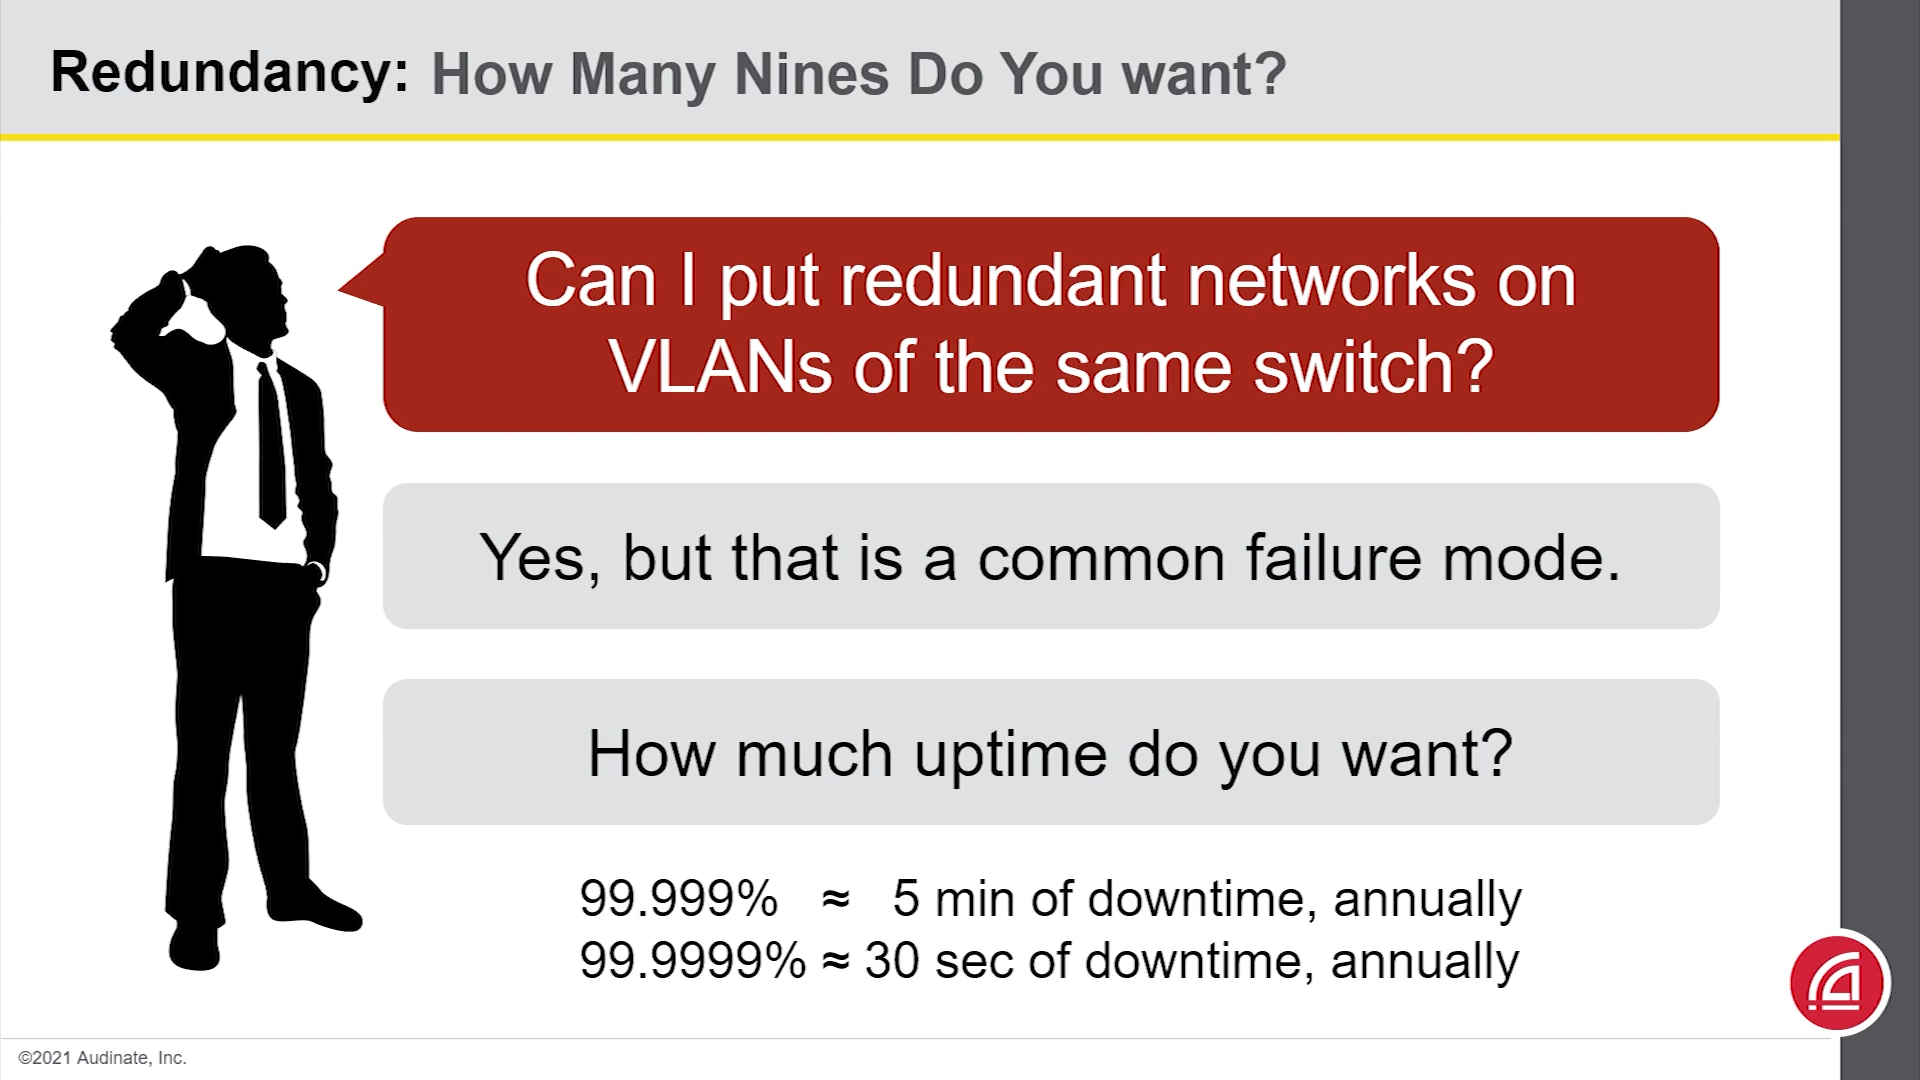 Redundancy: How Many Nines Do You want?
Can I put redundant networks on
VLANs of the same switch?
Yes, but that is a common failure mode.
How much uptime do you want?
99.999% ≈ 5 min of downtime, annually
99.9999% ≈ 30 sec of downtime, annually
©2021 Audinate, Inc.